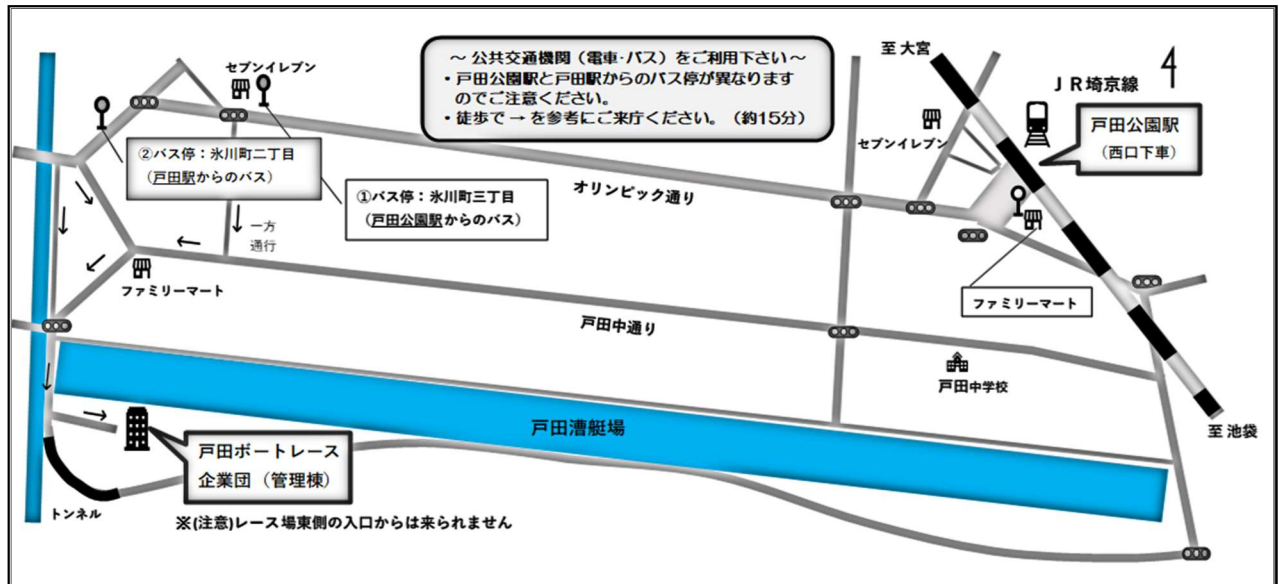 ～ 公共交通機関（電車・バス）をご利用下さい～
・戸田公園駅と戸田駅からのバス停が異なります
のでご注意ください。
・徒歩で → を参考にご来庁ください。（約15分）
至 大宮
4
ＪＲ埼京線
戸田公園駅
（西口下車）
セブンイレブン
セブンイレブン
②バス停：氷川町二丁目
（戸田駅からのバス）
①バス停：氷川町三丁目
（戸田公園駅からのバス）
オリンピック通り
一方
通行
ファミリーマート
ファミリーマート
戸田中通り
戸田中学校
戸田漕艇場
至 池袋
戸田ボートレース
企業団（管理棟）
トンネル
※(注意)レース場東側の入口からは来られません